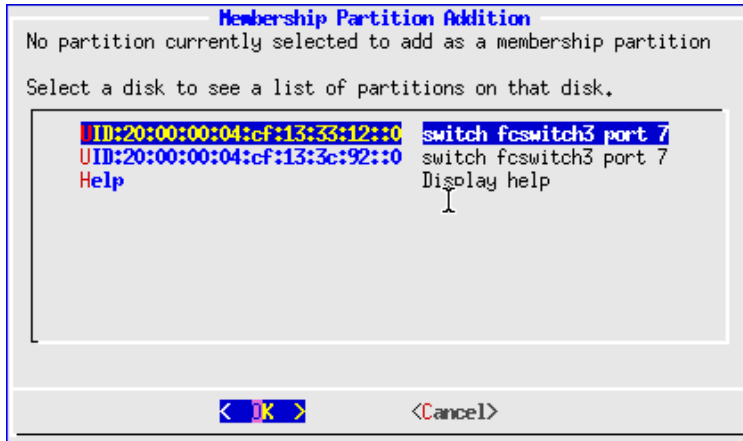 Membership Partition Addition
No partition currently selected to add as a membership partition
Select a disk to see a list of partitions on that disk.
UID:20:00:00:04:cf:13:33:12::0 switch fcswitch3 port 7
UID:20:00:00:04:cf:13:3c:92::0 switch fcswitch3 port 7
Help Display help
< OK > <Cancel>